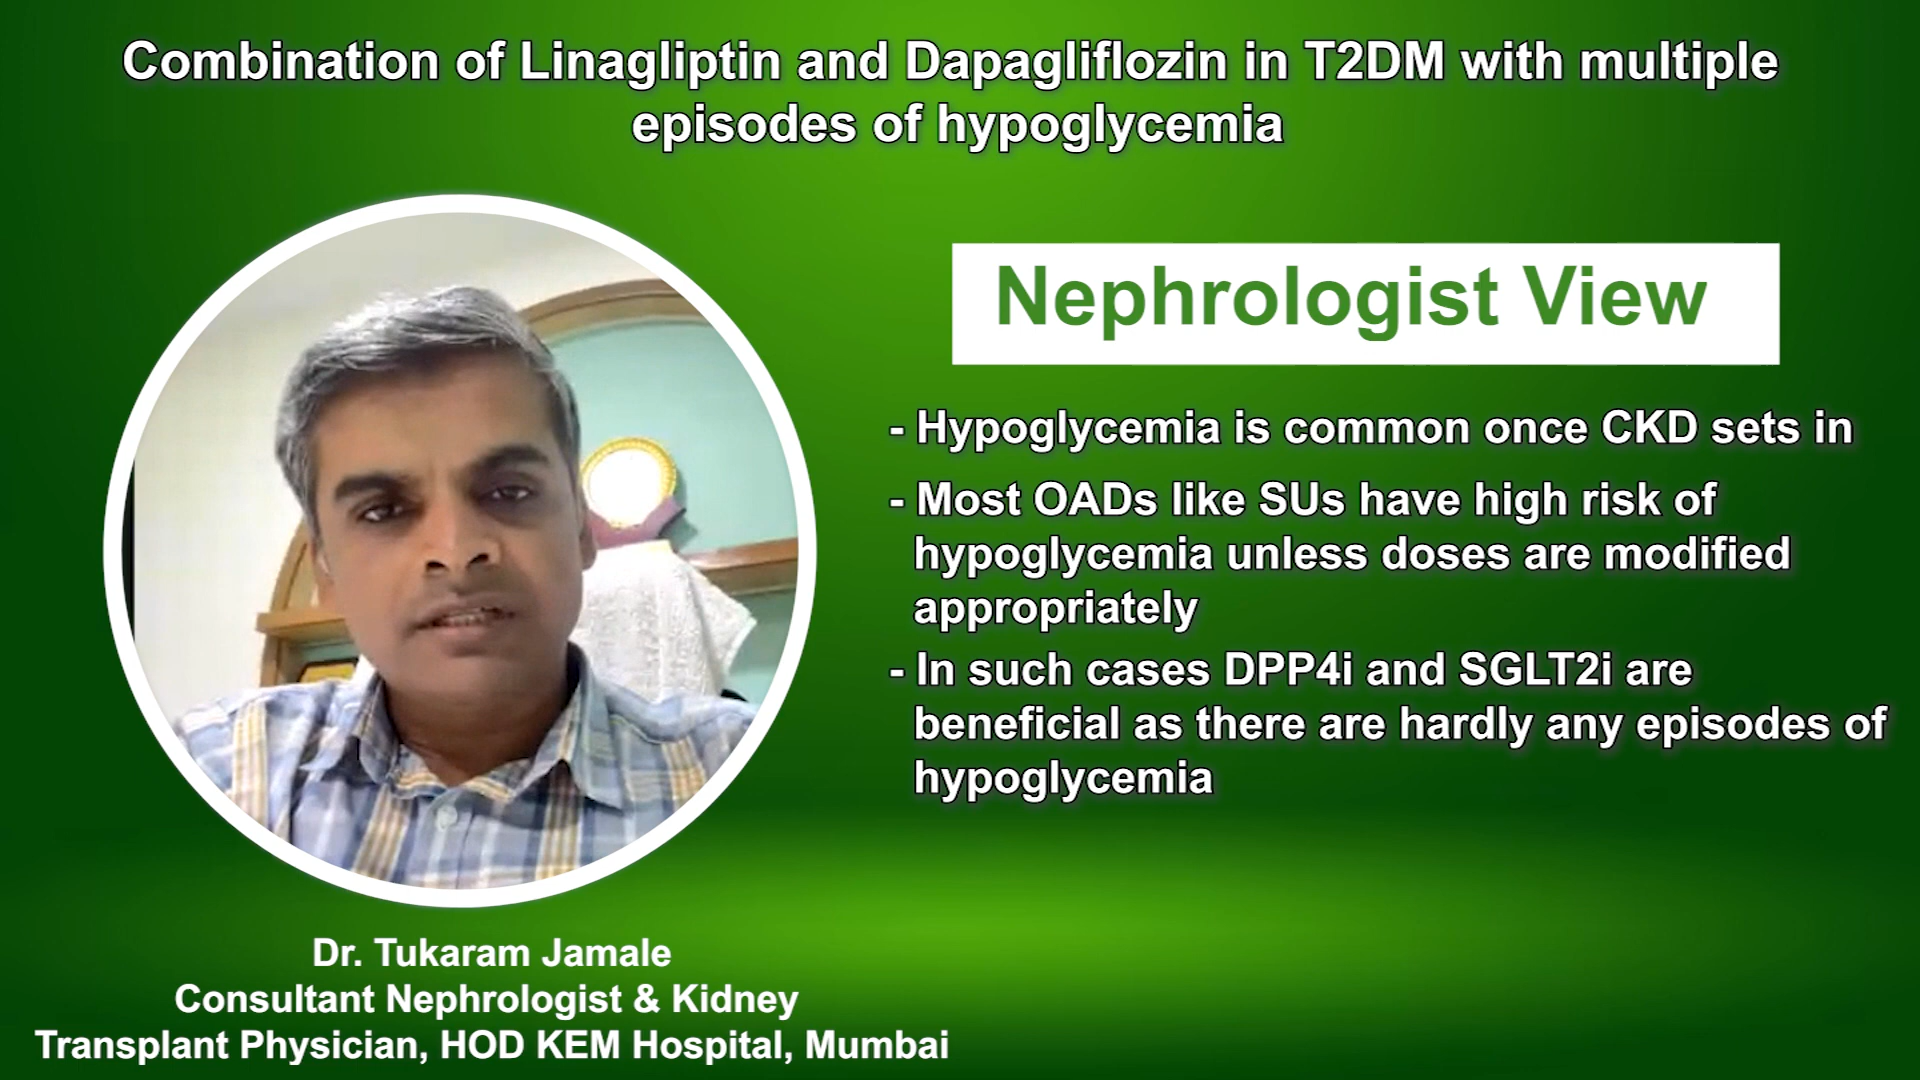 Combination of Linagliptin and Dapagliflozin in T2DM with multiple
episodes of hypoglycemia
Nephrologist View
- Hypoglycemia is common once CKD sets in
- Most OADs like SUs have high risk of
hypoglycemia unless doses are modified
appropriately
- In such cases DPP4i and SGLT2i are
beneficial as there are hardly any episodes of
hypoglycemia
Dr. Tukaram Jamale
Consultant Nephrologist & Kidney
Transplant Physician, HOD KEM Hospital, Mumbai